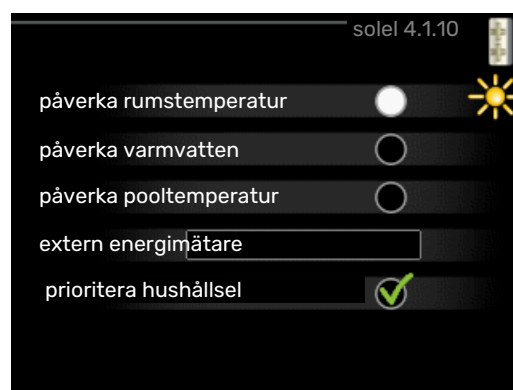 solel 4.1.10
påverka rumstemperatur
påverka varmvatten
påverka pooltemperatur
extern energimätare
prioritera hushållsel